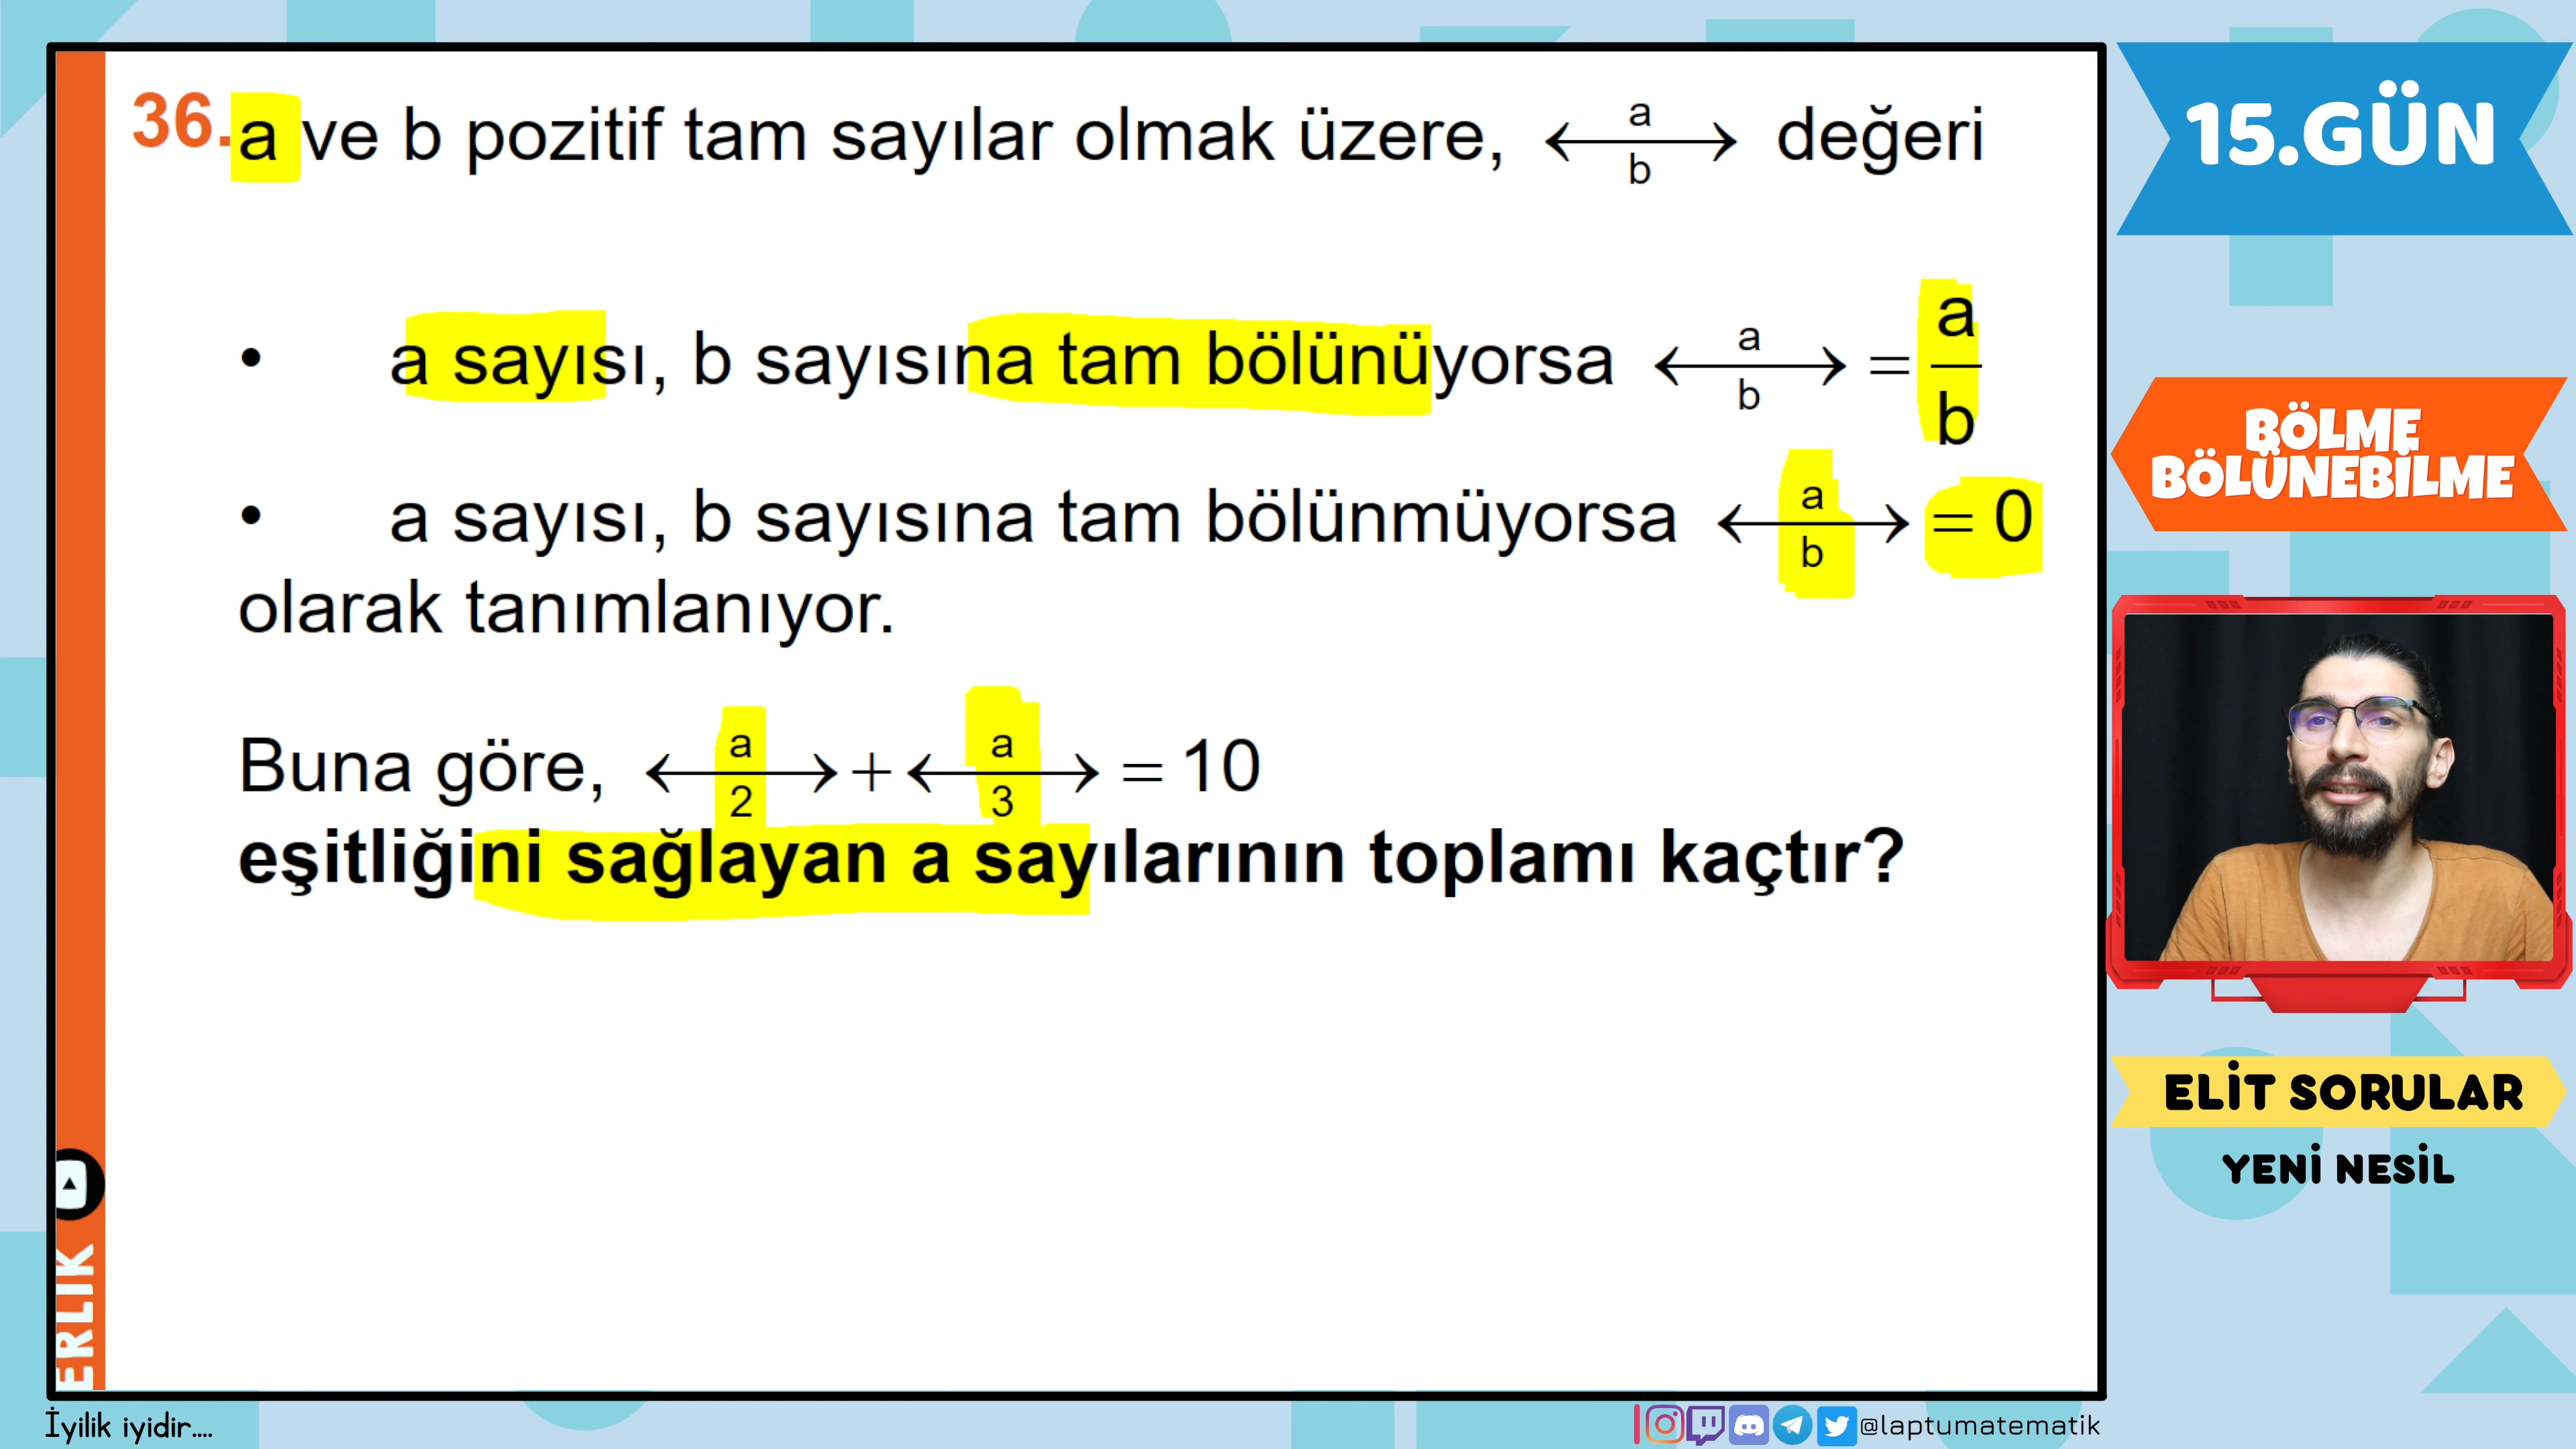 36. a ve b pozitif tam sayılar olmak üzere, a/b değeri
• a sayısı, b sayısına tam bölünüyorsa a/b = a/b
• a sayısı, b sayısına tam bölünmüyorsa a/b = 0
olarak tanımlanıyor.
Buna göre, a/2 + a/3 = 10
eşitliğini sağlayan a sayılarının toplamı kaçtır?
ERLİK
15.GÜN
BÖLME
BÖLÜNEBİLME
ELİT SORULAR
YENİ NESİL
İyilik iyidir....
@laptumatematik